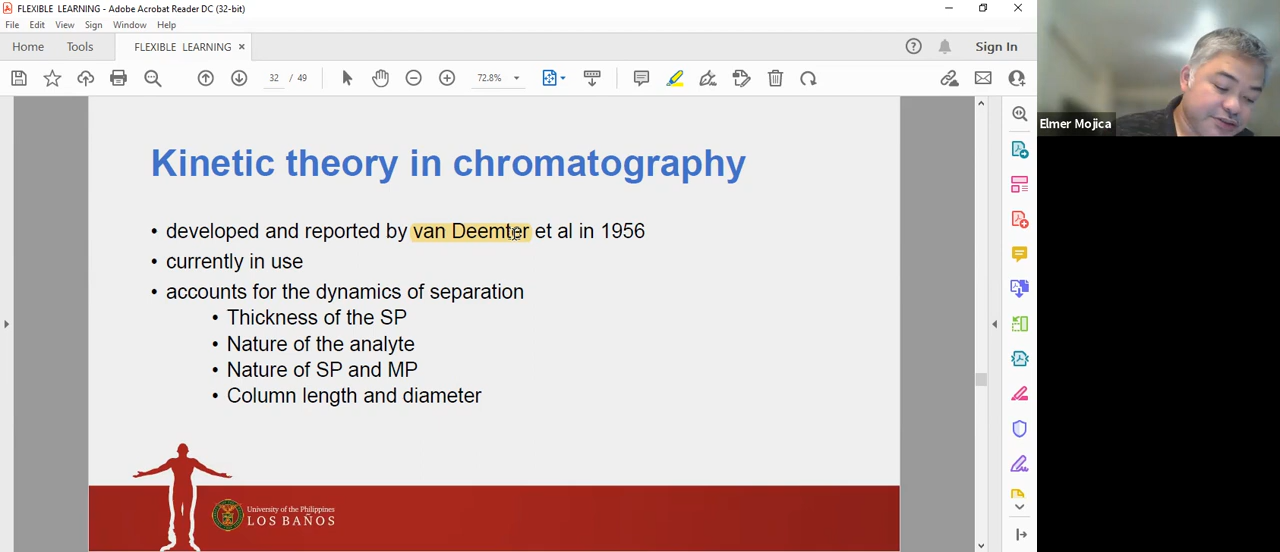 FLEXIBLE LEARNING - Adobe Acrobat Reader DC (32-bit)
File Edit View Sign Window Help
Home Tools FLEXIBLE LEARNING ×
Sign In
32 / 49 72.8%
Elmer Mojica
Kinetic theory in chromatography
• developed and reported by van Deemter et al in 1956
• currently in use
• accounts for the dynamics of separation
• Thickness of the SP
• Nature of the analyte
• Nature of SP and MP
• Column length and diameter
University of the Philippines
LOS BAÑOS